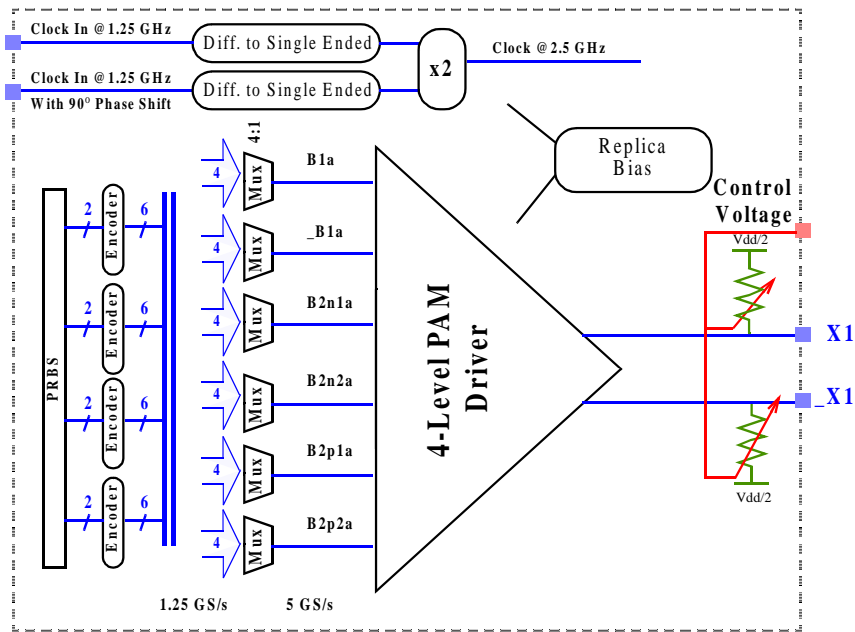 Clock In @1.25 GHz
Diff. to Single Ended
Clock @2.5 GHz
x2
Clock In @1.25 GHz
With 90° Phase Shift
Diff. to Single Ended
4:1
Replica
Bias
Control
Voltage
Vdd/2
PRBS
2
Encoder
6
2
Encoder
6
2
Encoder
6
2
Encoder
6
4
Mux
B1a
4
Mux
_B1a
4
Mux
B2n1a
4
Mux
B2n2a
4
Mux
B2p1a
4
Mux
B2p2a
4-Level PAM
Driver
X1
_X1
Vdd/2
1.25 GS/s
5 GS/s